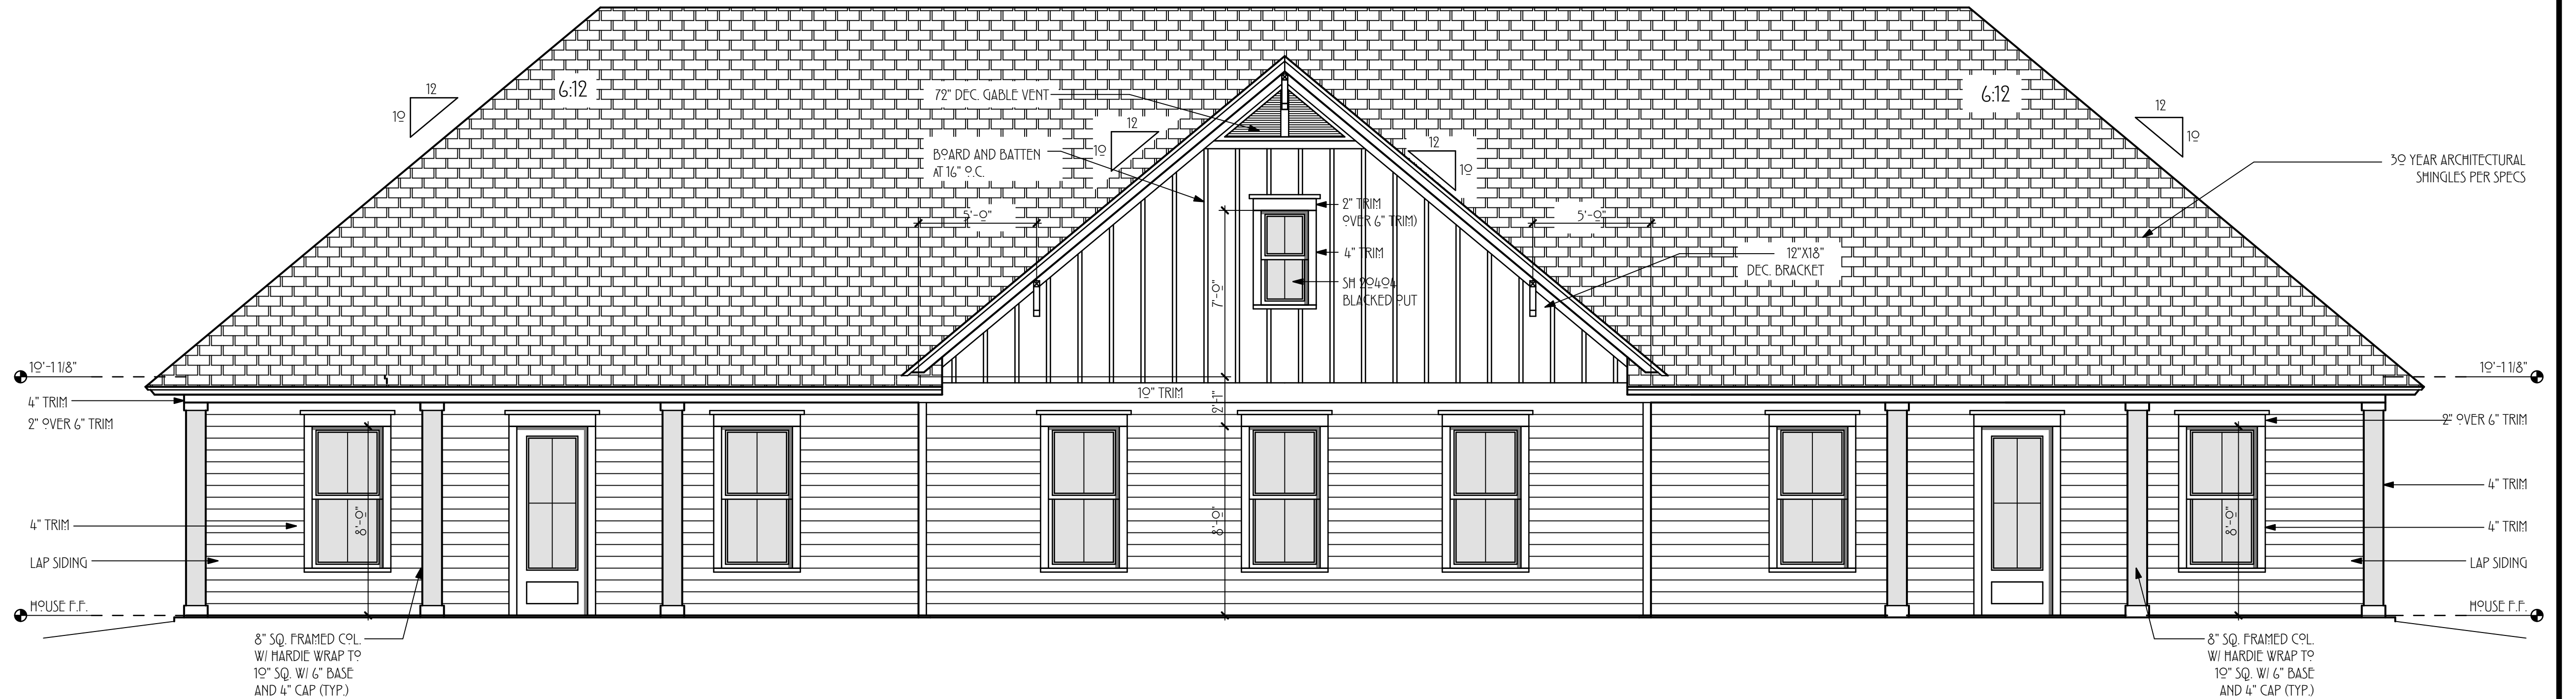 12
10
6:12
72" DEC. GABLE VENT
12
10
BOARD AND BATTEN
AT 16" O.C.
5'-0"
12
10
2" TRIM
OVER 6" TRIM)
4" TRIM
SH 20404
BLACKED PUT
7'-0"
5'-0"
12"X18"
DEC. BRACKET
6:12
12
10
30 YEAR ARCHITECTURAL
SHINGLES PER SPECS
10'-1 1/8"
10'-1 1/8"
4" TRIM
2" OVER 6" TRIM
10" TRIM
2'-1"
2" OVER 6" TRIM
4" TRIM
8'-0"
4" TRIM
8'-0"
8'-0"
4" TRIM
LAP SIDING
LAP SIDING
HOUSE F.F.
HOUSE F.F.
8" SQ. FRAMED COL.
W/ HARDIE WRAP TO
10" SQ. W/ 6" BASE
AND 4" CAP (TYP.)
8" SQ. FRAMED COL.
W/ HARDIE WRAP TO
10" SQ. W/ 6" BASE
AND 4" CAP (TYP.)